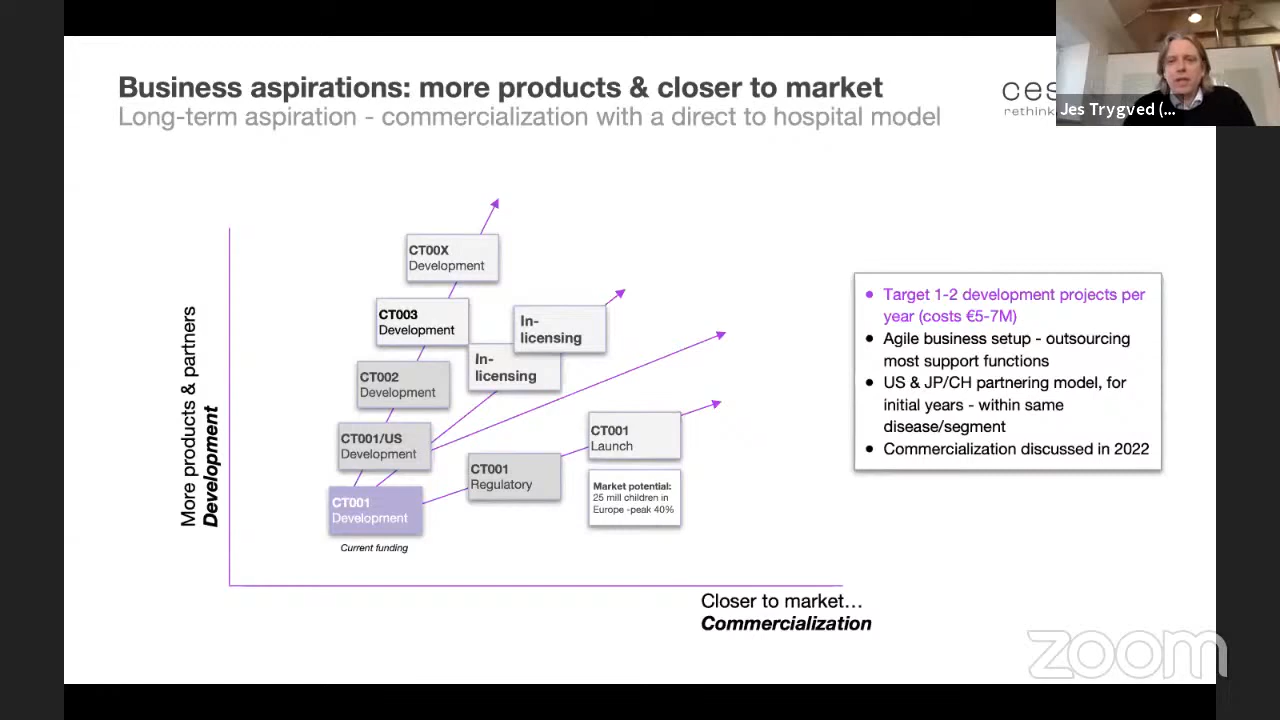 Business aspirations: more products & closer to market
Long-term aspiration - commercialization with a direct to hospital model
ces
rethink
Jes Trygved (...
More products & partners
Development
CT00X
Development
CT003
Development
In-
licensing
In-
licensing
CT002
Development
CT001/US
Development
CT001
Launch
CT001
Regulatory
Market potential:
25 mill children in
Europe -peak 40%
CT001
Development
Current funding
• Target 1-2 development projects per
year (costs €5-7M)
• Agile business setup - outsourcing
most support functions
• US & JP/CH partnering model, for
initial years - within same
disease/segment
• Commercialization discussed in 2022
Closer to market…
Commercialization
zoom